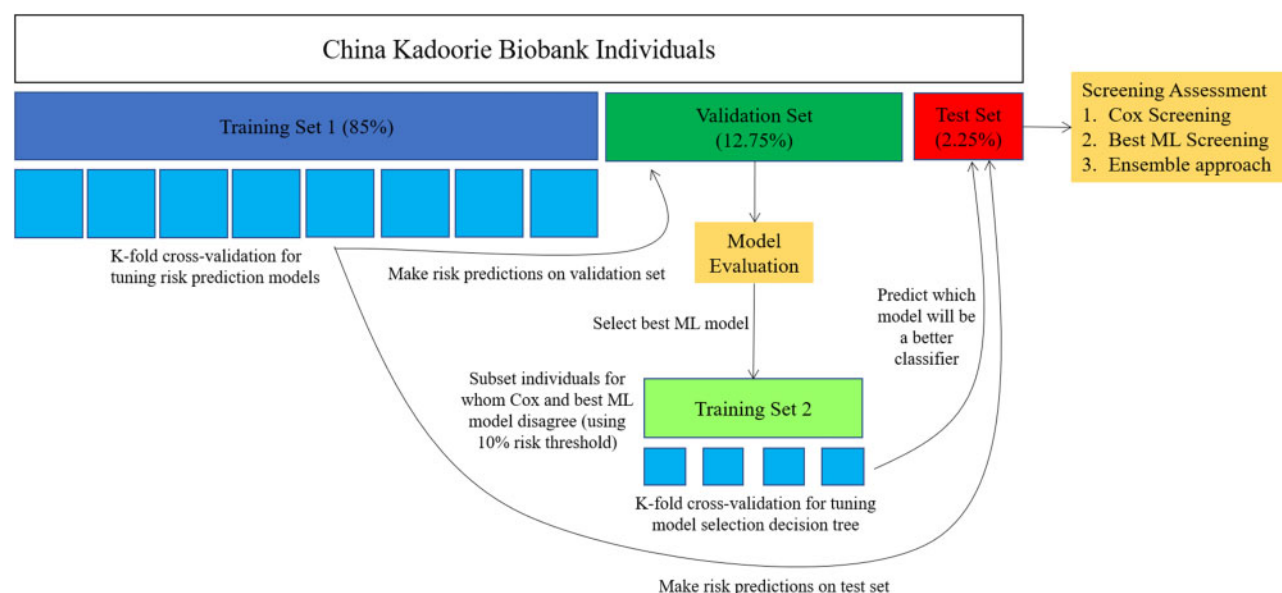 China Kadoorie Biobank Individuals
Training Set 1 (85%)
Validation Set
(12.75%)
Test Set
(2.25%)
Screening Assessment
1. Cox Screening
2. Best ML Screening
3. Ensemble approach
K-fold cross-validation for
tuning risk prediction models
Make risk predictions on validation set
Model
Evaluation
Select best ML model
Predict which
model will be
a better
classifier
Subset individuals for
whom Cox and best ML
model disagree (using
10% risk threshold)
Training Set 2
K-fold cross-validation for tuning
model selection decision tree
Make risk predictions on test set